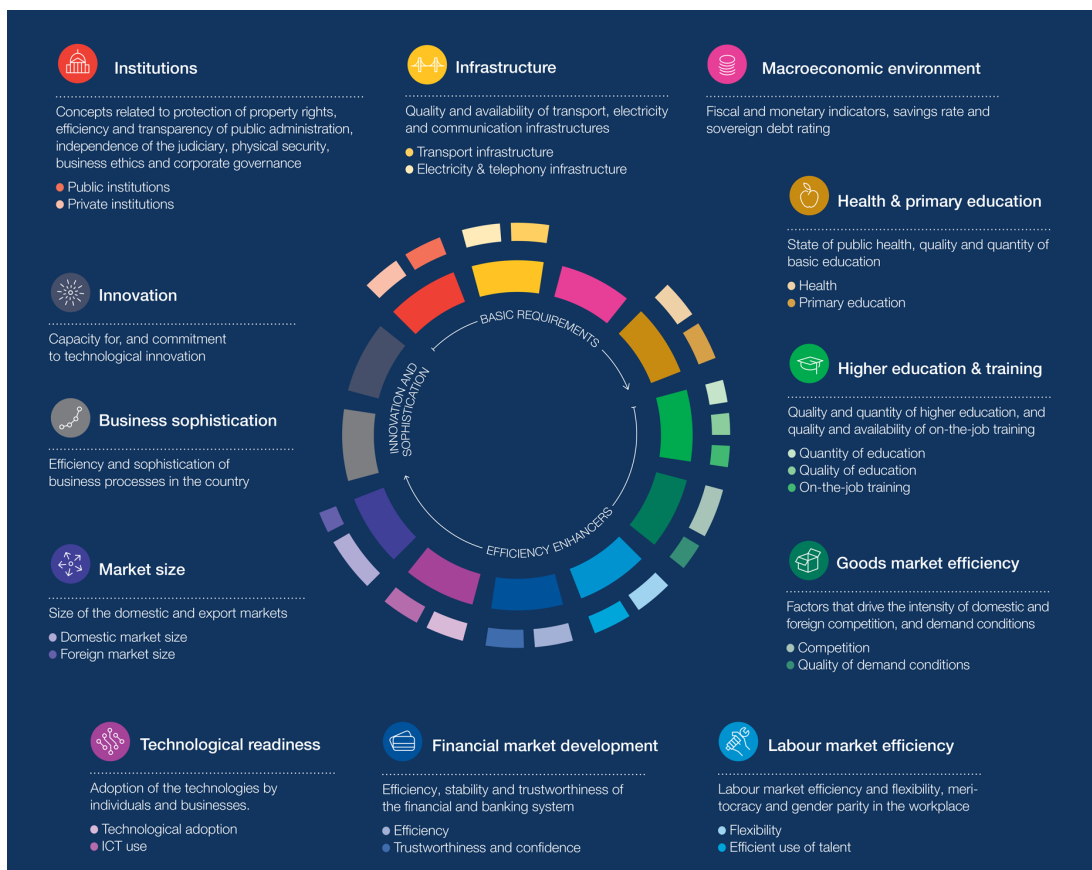 Institutions
Concepts related to protection of property rights,
efficiency and transparency of public administration,
independence of the judiciary, physical security,
business ethics and corporate governance
Public institutions
Private institutions
Infrastructure
Quality and availability of transport, electricity
and communication infrastructures
Transport infrastructure
Electricity & telephony infrastructure
Macroeconomic environment
Fiscal and monetary indicators, savings rate and
sovereign debt rating
Health & primary education
State of public health, quality and quantity of
basic education
Health
Primary education
Innovation
Capacity for, and commitment
to technological innovation
BASIC REQUIREMENTS
INNOVATION AND
SOPHISTICATION
EFFICIENCY ENHANCERS
Higher education & training
Quality and quantity of higher education, and
quality and availability of on-the-job training
Quantity of education
Quality of education
On-the-job training
Business sophistication
Efficiency and sophistication of
business processes in the country
Market size
Size of the domestic and export markets
Domestic market size
Foreign market size
Goods market efficiency
Factors that drive the intensity of domestic and
foreign competition, and demand conditions
Competition
Quality of demand conditions
Technological readiness
Adoption of the technologies by
individuals and businesses.
Technological adoption
ICT use
Financial market development
Efficiency, stability and trustworthiness of
the financial and banking system
Efficiency
Trustworthiness and confidence
Labour market efficiency
Labour market efficiency and flexibility, meri-
tocracy and gender parity in the workplace
Flexibility
Efficient use of talent